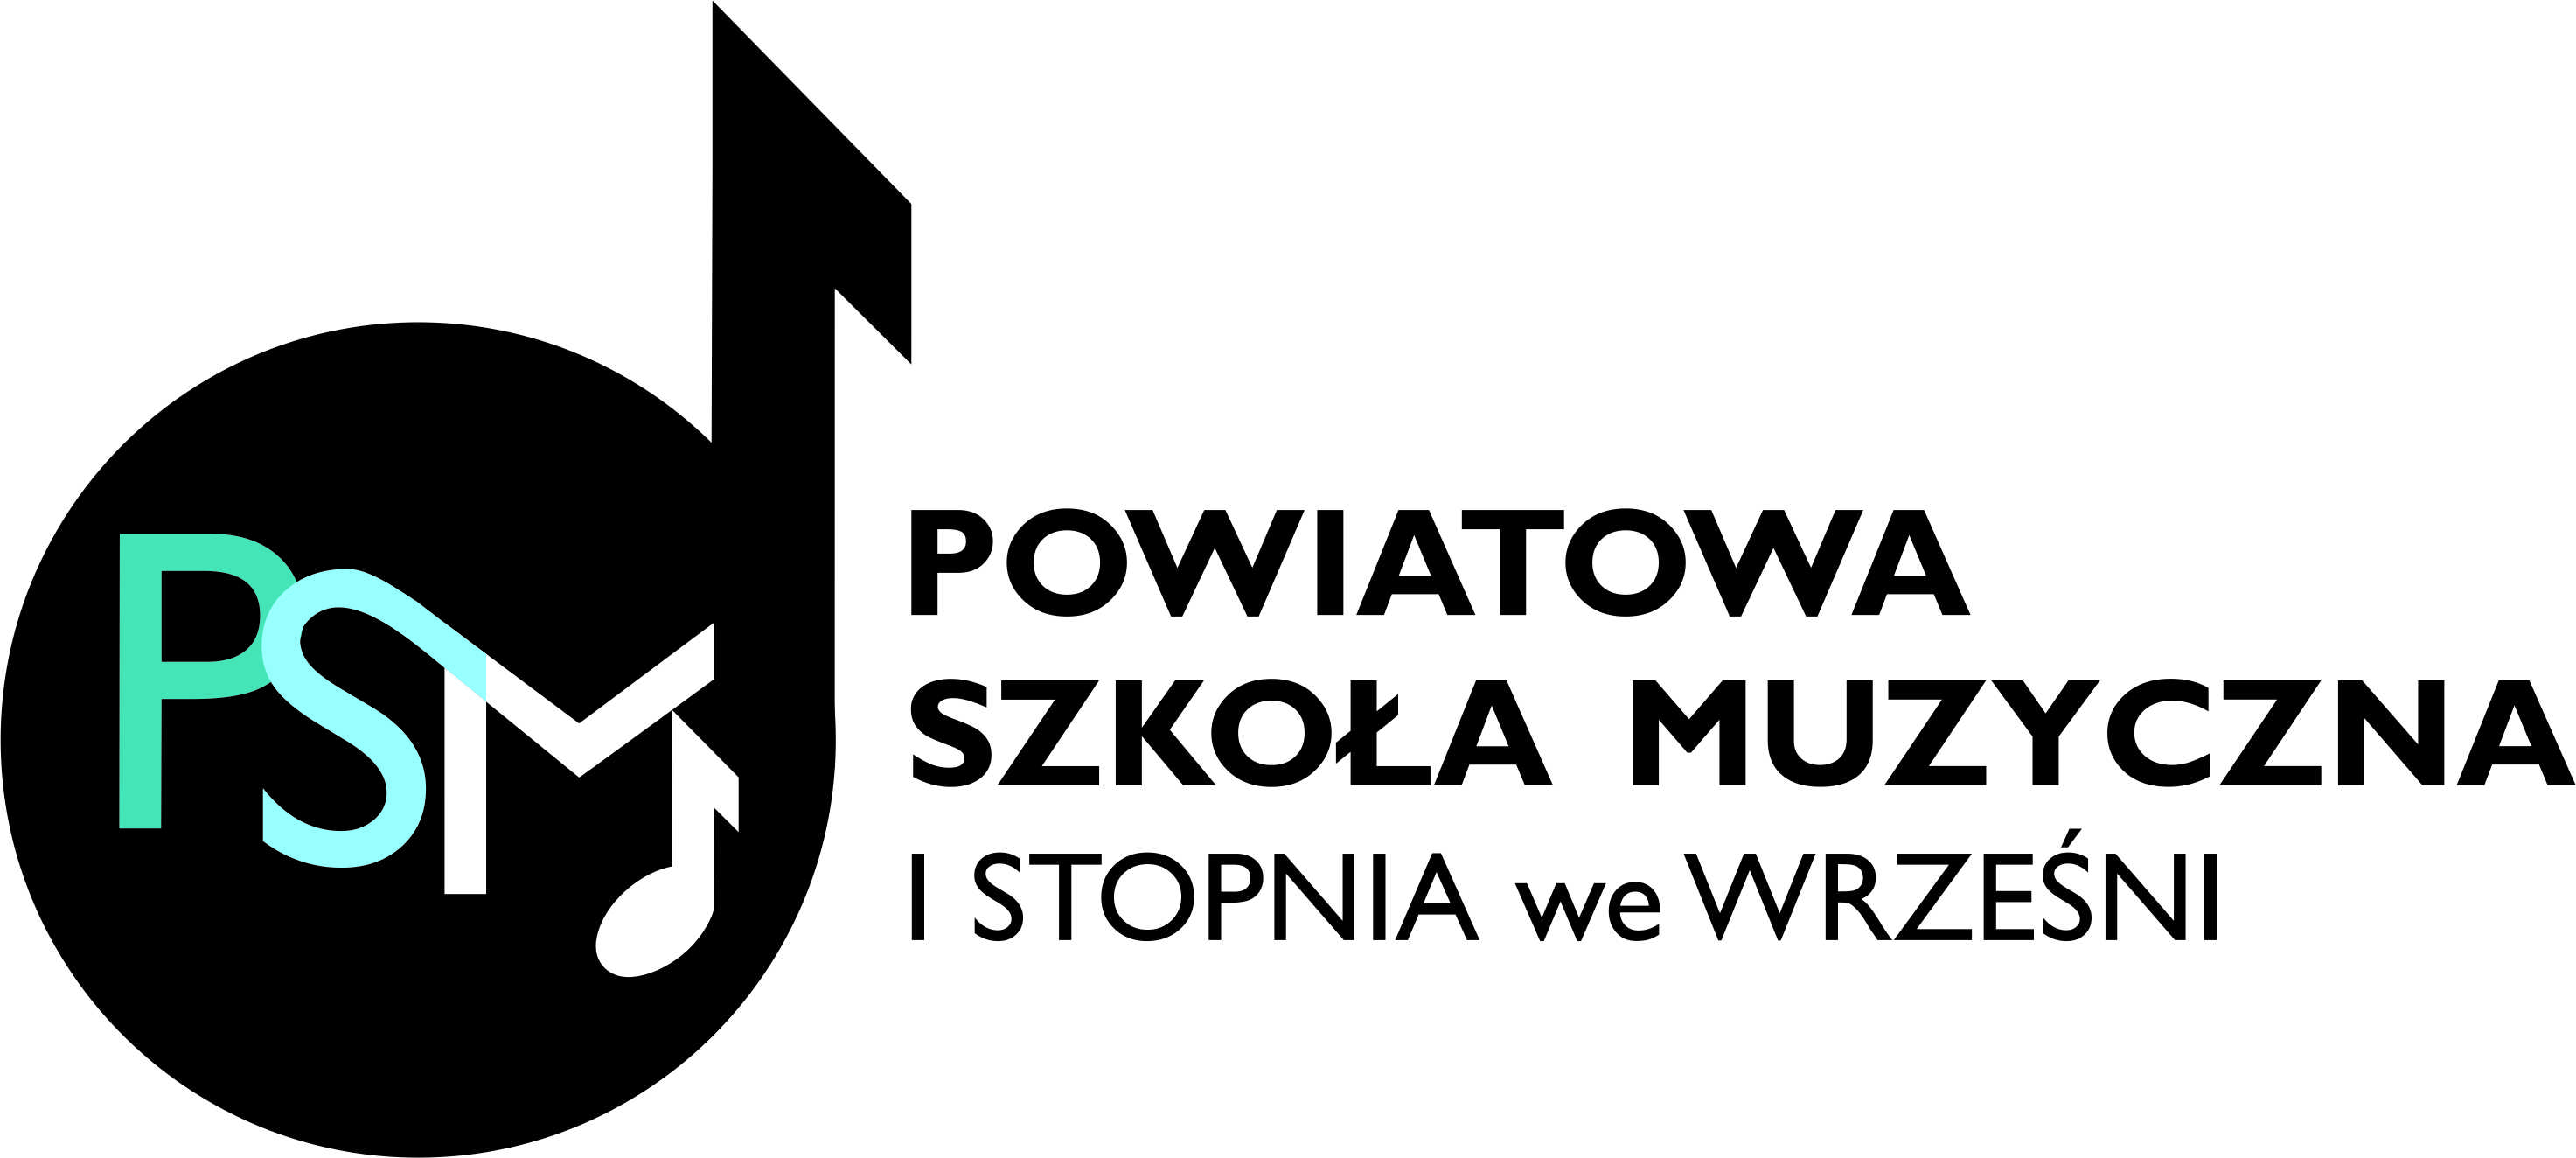 PSM
POWIATOWA
SZKOŁA MUZYCZNA
I STOPNIA we WRZEŚNI